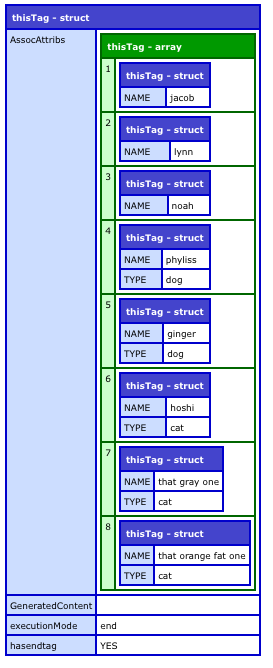 thisTag – struct
AssocAttribs
thisTag – array
1
thisTag – struct
NAME jacob
2
thisTag – struct
NAME lynn
3
thisTag – struct
NAME noah
4
thisTag – struct
NAME phyliss
TYPE dog
5
thisTag – struct
NAME ginger
TYPE dog
6
thisTag – struct
NAME hoshi
TYPE cat
7
thisTag – struct
NAME that gray one
TYPE cat
8
thisTag – struct
NAME that orange fat one
TYPE cat
GeneratedContent
executionMode end
hasendtag YES